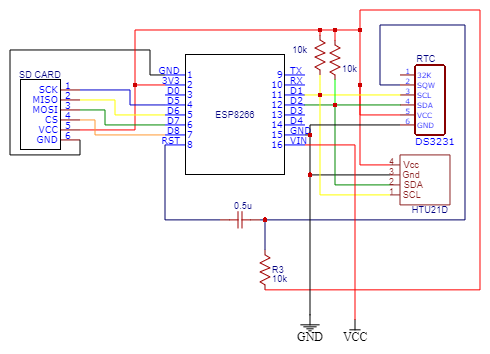 SD CARD
SCK 1
MISO 2
MOSI 3
CS 4
VCC 5
GND 6
ESP8266
GND 1
3V3 2
D0 3
D5 4
D6 5
D7 6
D8 7
RST 8
9 TX
10 RX
11 D1
12 D2
13 D3
14 D4
15 GND
16 VIN
10k
10k
RTC
1 32K
2 SQW
3 SCL
4 SDA
5 VCC
6 GND
DS3231
4 Vcc
3 Gnd
2 SDA
1 SCL
HTU21D
0.5u
R3
10k
GND
VCC